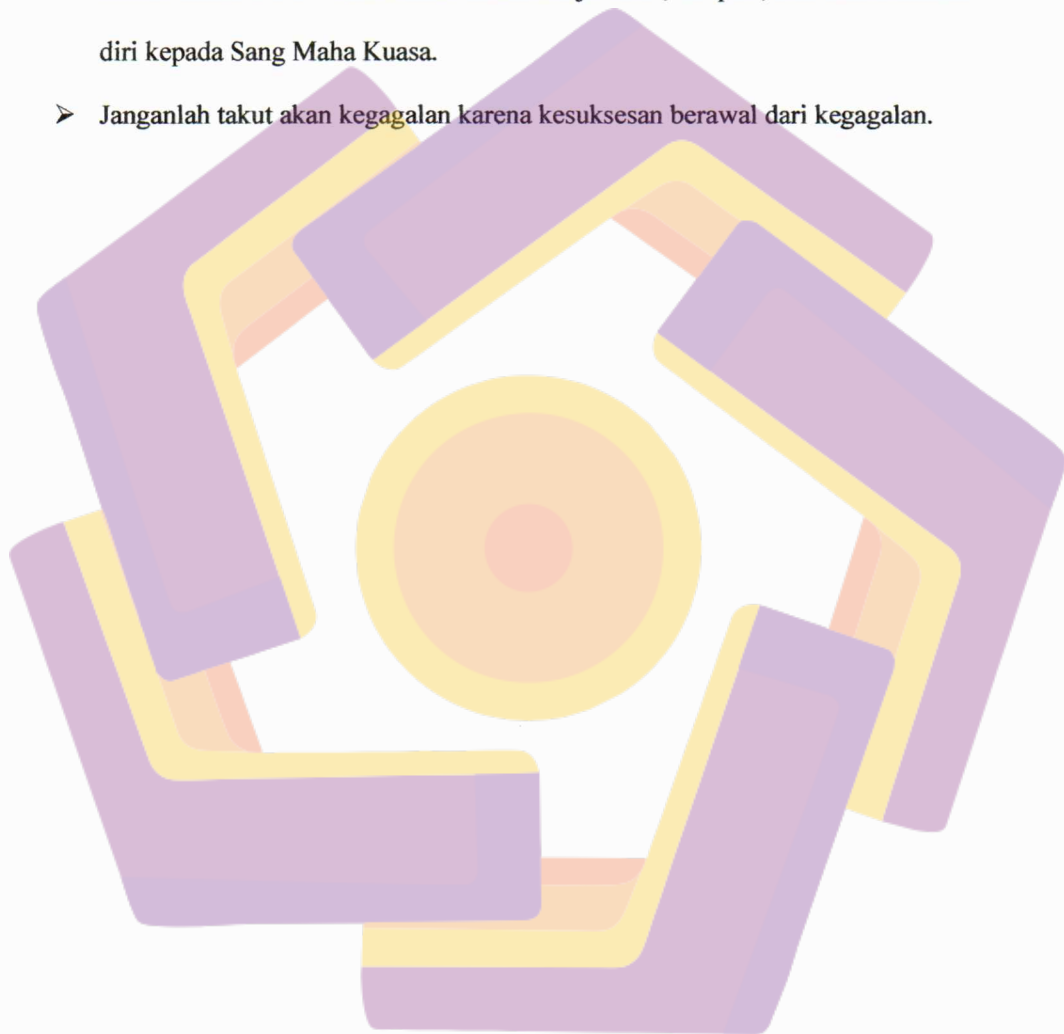 diri kepada Sang Maha Kuasa.
➢ Janganlah takut akan kegagalan karena kesuksesan berawal dari kegagalan.